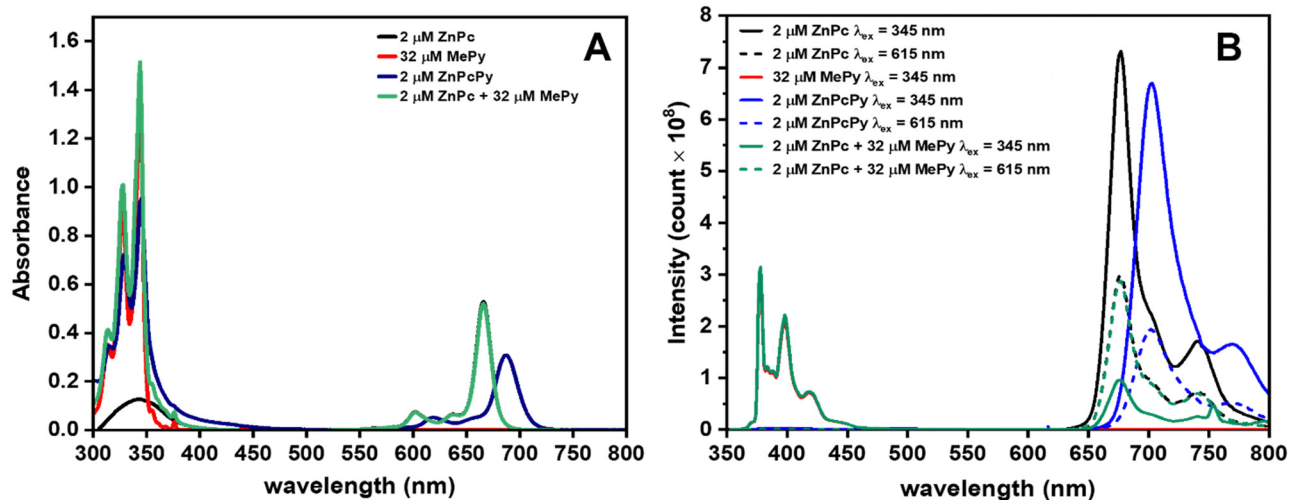 A
2 μM ZnPc
32 μM MePy
2 μM ZnPcPy
2 μM ZnPc + 32 μM MePy
Absorbance
1.6
1.4
1.2
1.0
0.8
0.6
0.4
0.2
0.0
300 350 400 450 500 550 600 650 700 750 800
wavelength (nm)
B
2 μM ZnPc λex = 345 nm
2 μM ZnPc λex = 615 nm
32 μM MePy λex = 345 nm
2 μM ZnPcPy λex = 345 nm
2 μM ZnPcPy λex = 615 nm
2 μM ZnPc + 32 μM MePy λex = 345 nm
2 μM ZnPc + 32 μM MePy λex = 615 nm
Intensity (count × 10⁸)
8
7
6
5
4
3
2
1
0
350 400 450 500 550 600 650 700 750 800
wavelength (nm)